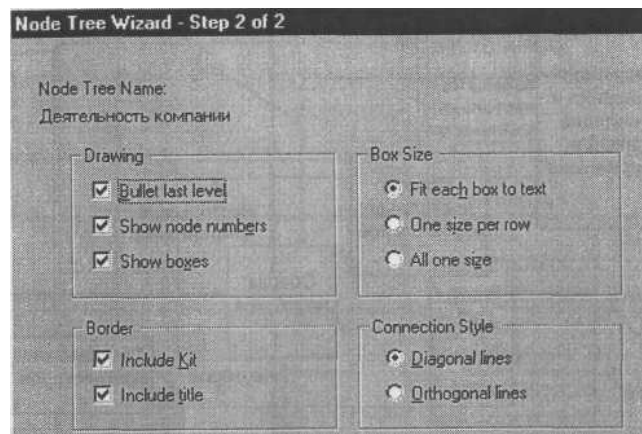 Node Tree Wizard - Step 2 of 2
Node Tree Name:
Деятельность компании
Drawing
Bullet last level
Show node numbers
Show boxes
Box Size
Fit each box to text
One size per row
All one size
Border
Include Kit
Include title
Connection Style
Diagonal lines
Orthogonal lines